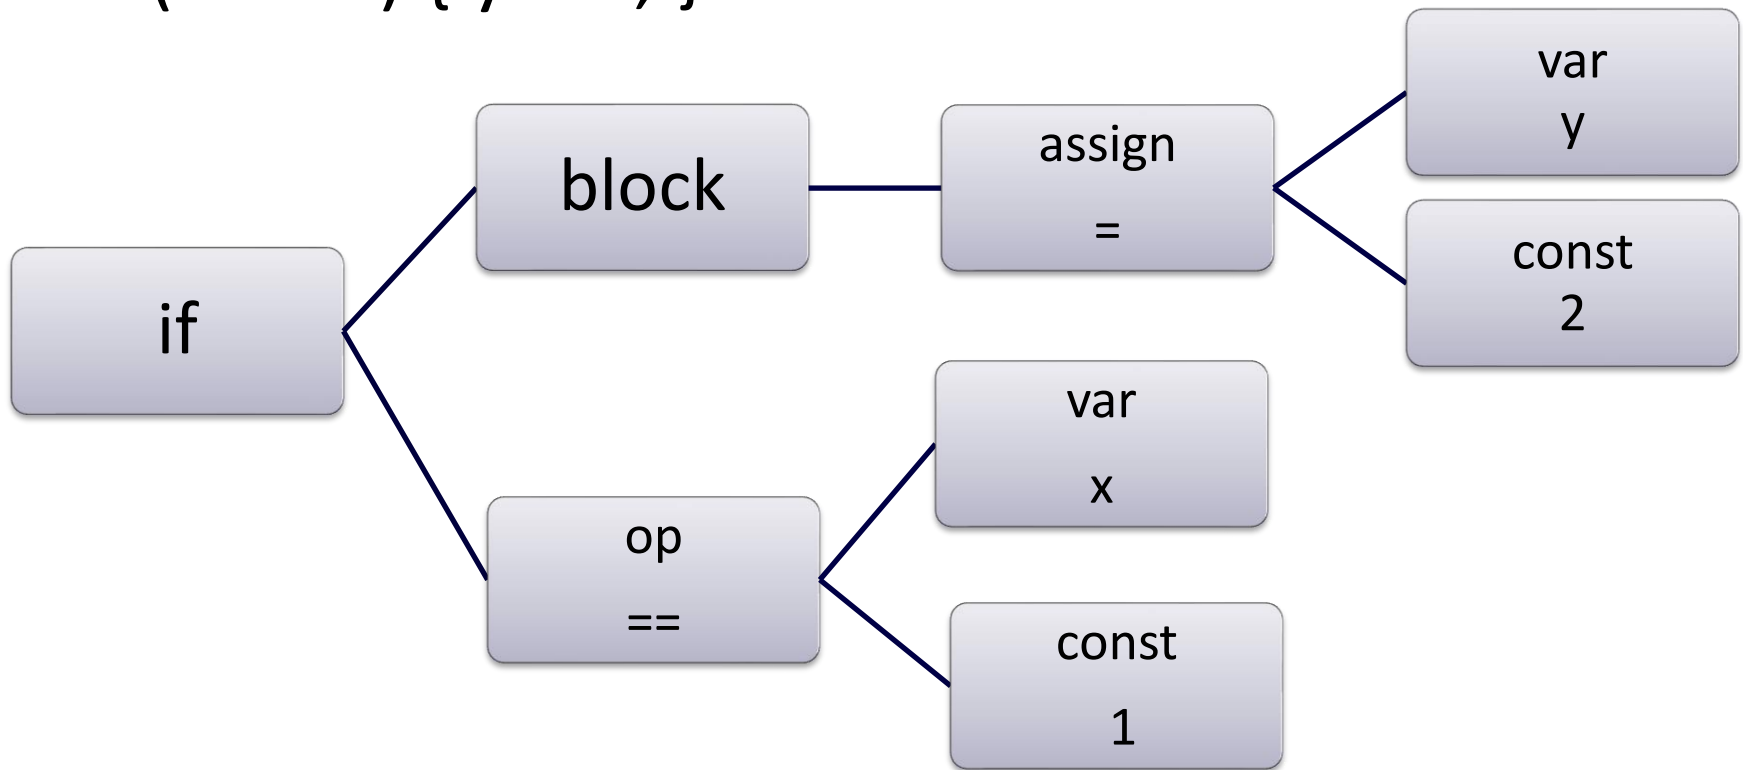 if
block
assign
=
var
y
const
2
op
==
var
x
const
1